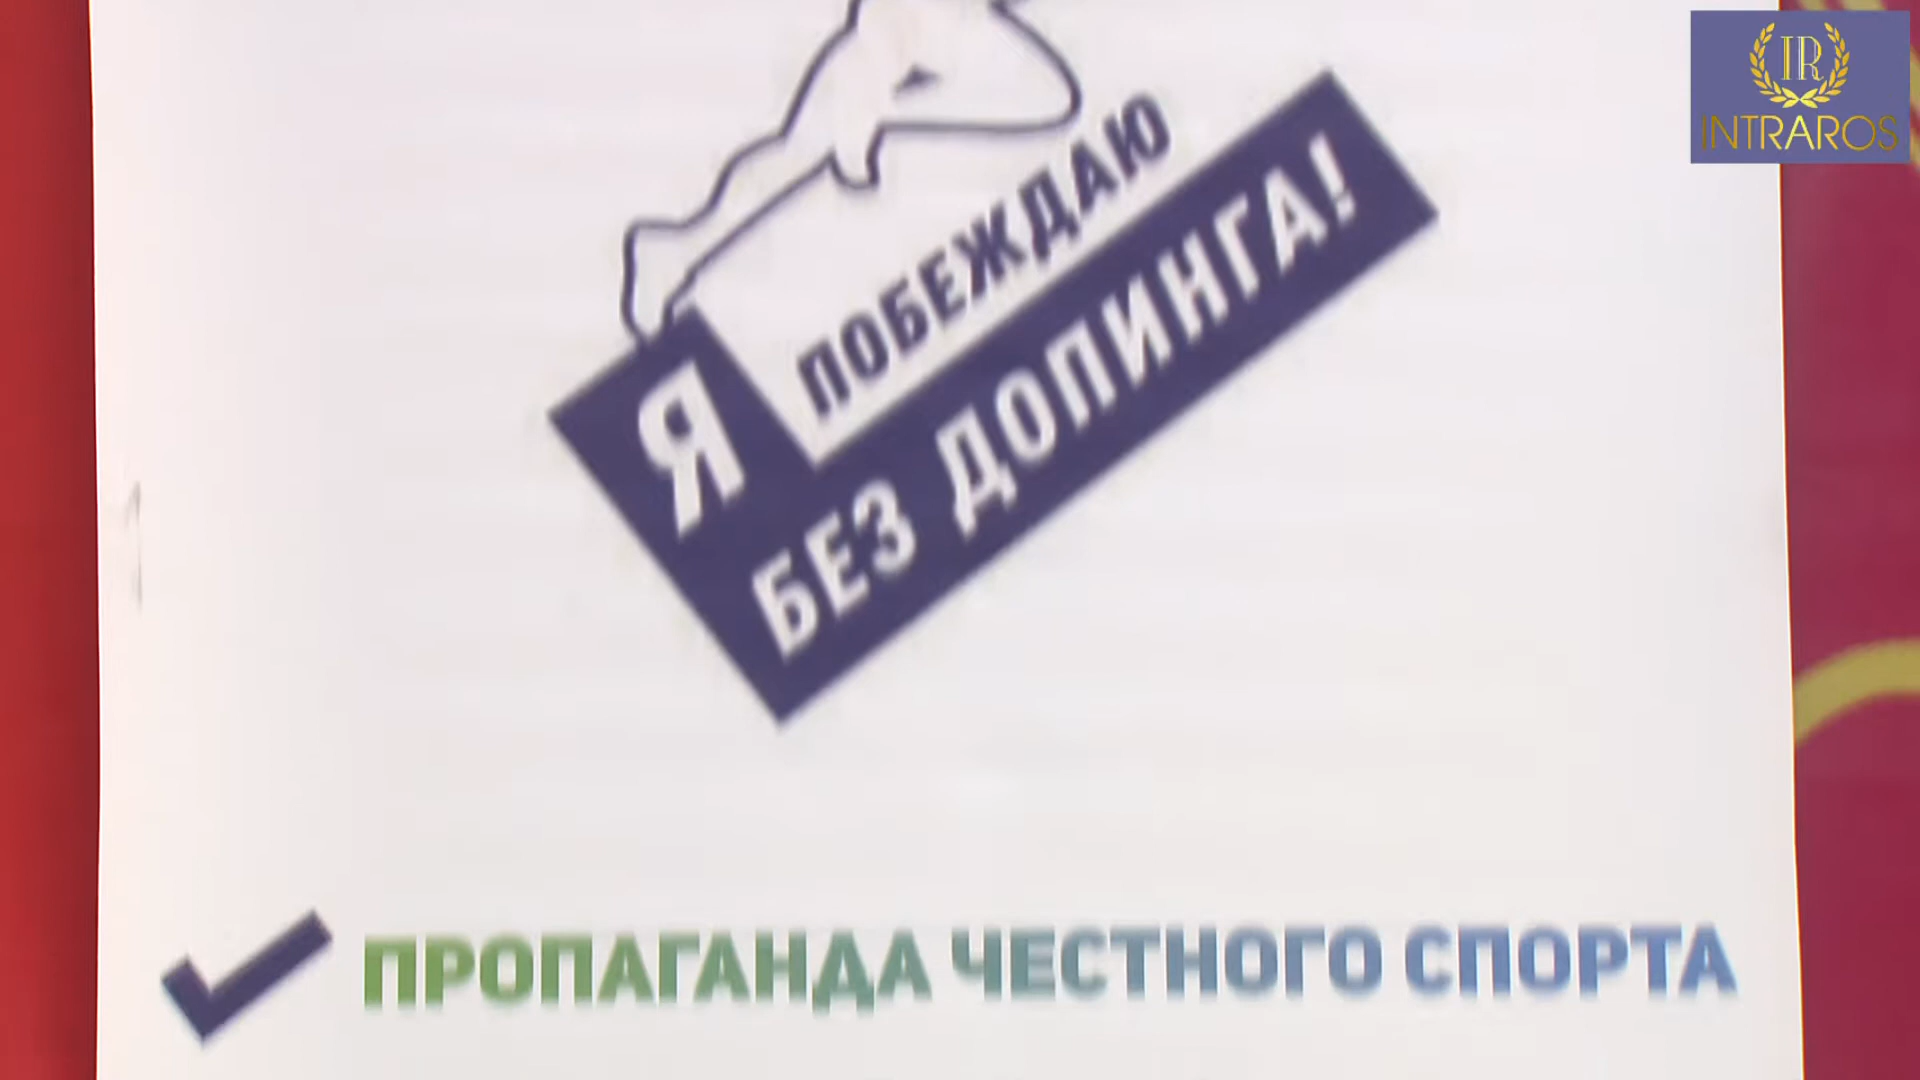 IR
INTRAROS
Я ПОБЕЖДАЮ
БЕЗ ДОПИНГА!
ПРОПАГАНДА ЧЕСТНОГО СПОРТА